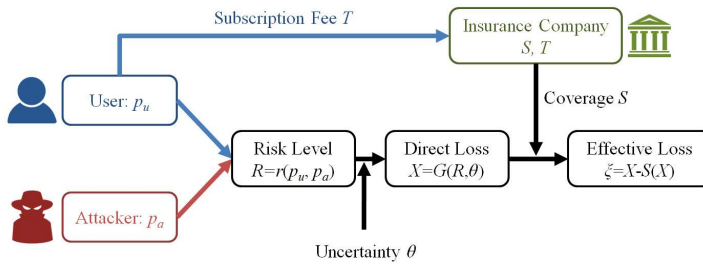 Subscription Fee T
Insurance Company
S, T
User: pᵤ
Coverage S
Risk Level
R=r(pᵤ, pₐ)
Direct Loss
X=G(R,θ)
Effective Loss
ξ=X-S(X)
Attacker: pₐ
Uncertainty θ